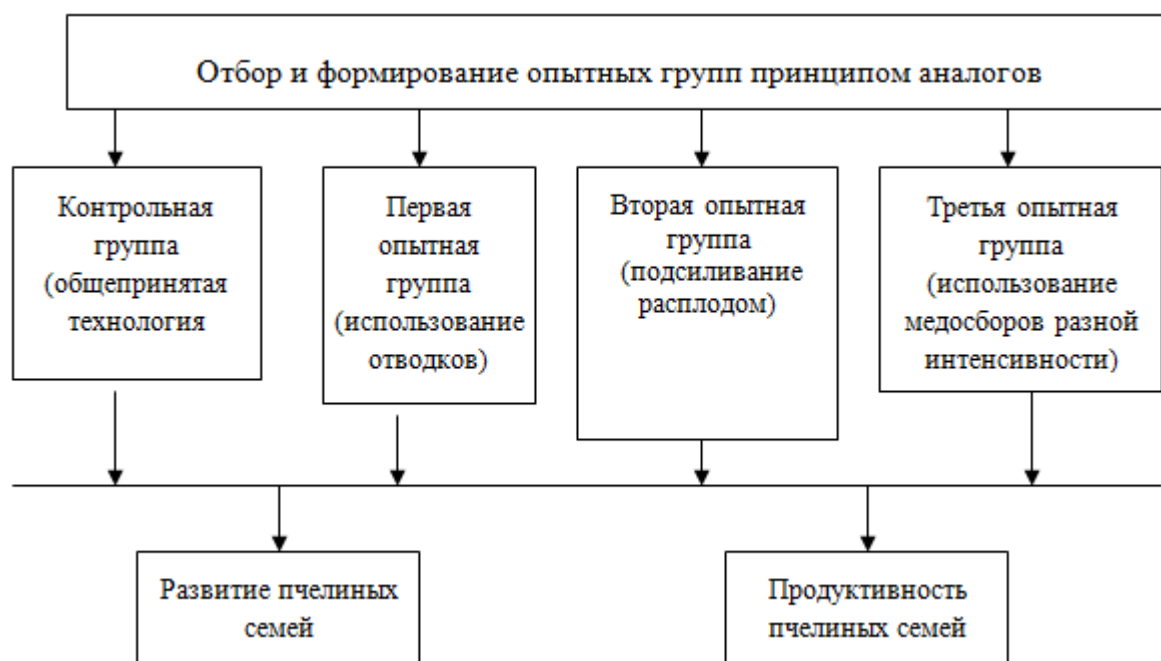 Отбор и формирование опытных групп принципом аналогов
Контрольная
группа
(общепринятая
технология
Первая
опытная
группа
(использование
отводков)
Вторая опытная
группа
(подсиливание
расплодом)
Третья опытная
группа
(использование
медосборов разной
интенсивности)
Развитие пчелиных
семей
Продуктивность
пчелиных семей